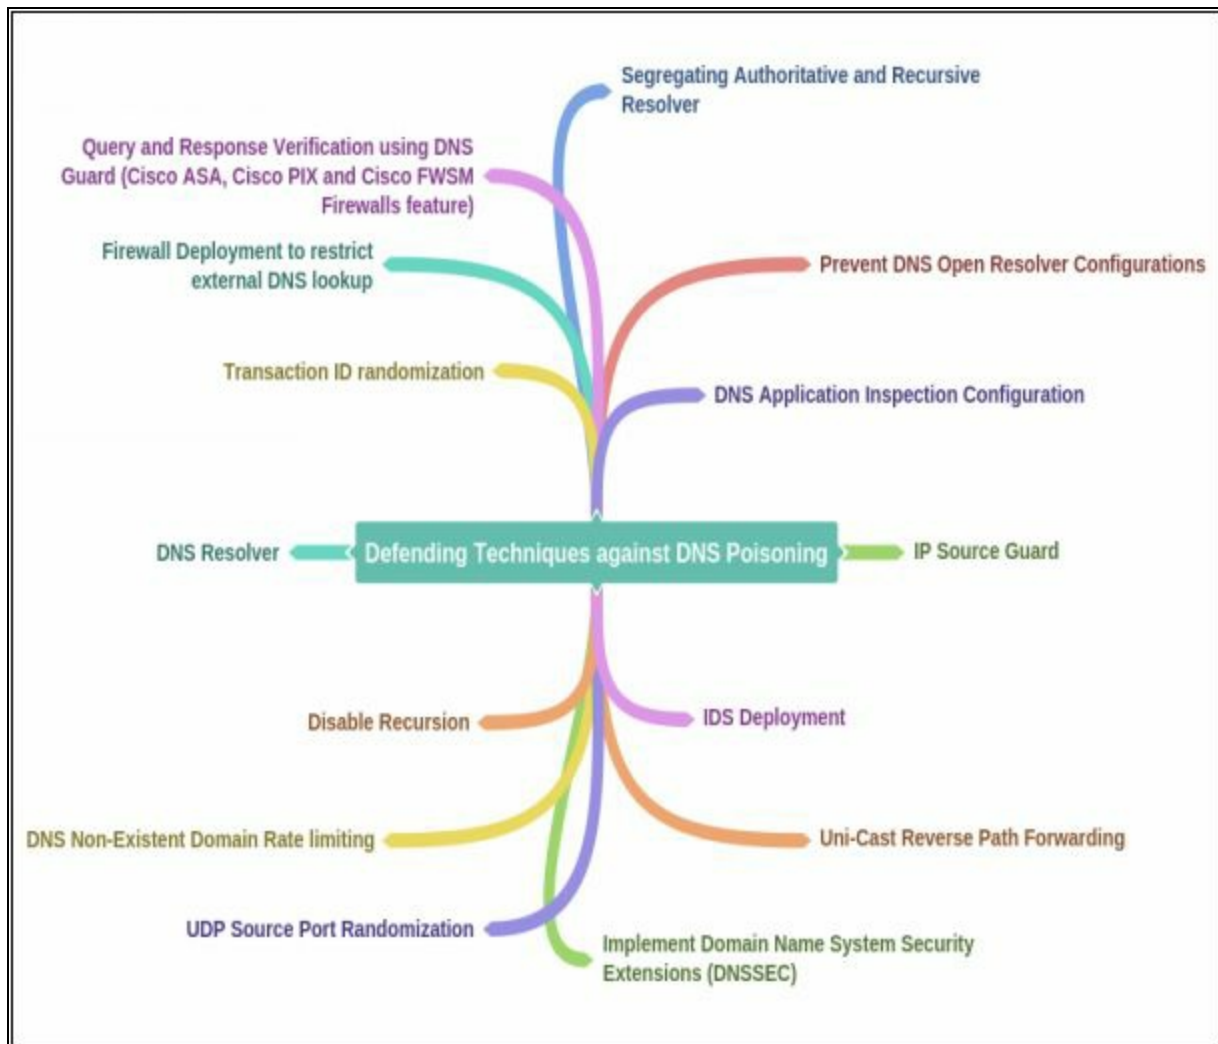 Segregating Authoritative and Recursive
Resolver
Query and Response Verification using DNS
Guard (Cisco ASA, Cisco PIX and Cisco FWSM
Firewalls feature)
Firewall Deployment to restrict
external DNS lookup
Prevent DNS Open Resolver Configurations
Transaction ID randomization
DNS Application Inspection Configuration
DNS Resolver
Defending Techniques against DNS Poisoning
IP Source Guard
Disable Recursion
IDS Deployment
DNS Non-Existent Domain Rate limiting
Uni-Cast Reverse Path Forwarding
UDP Source Port Randomization
Implement Domain Name System Security
Extensions (DNSSEC)